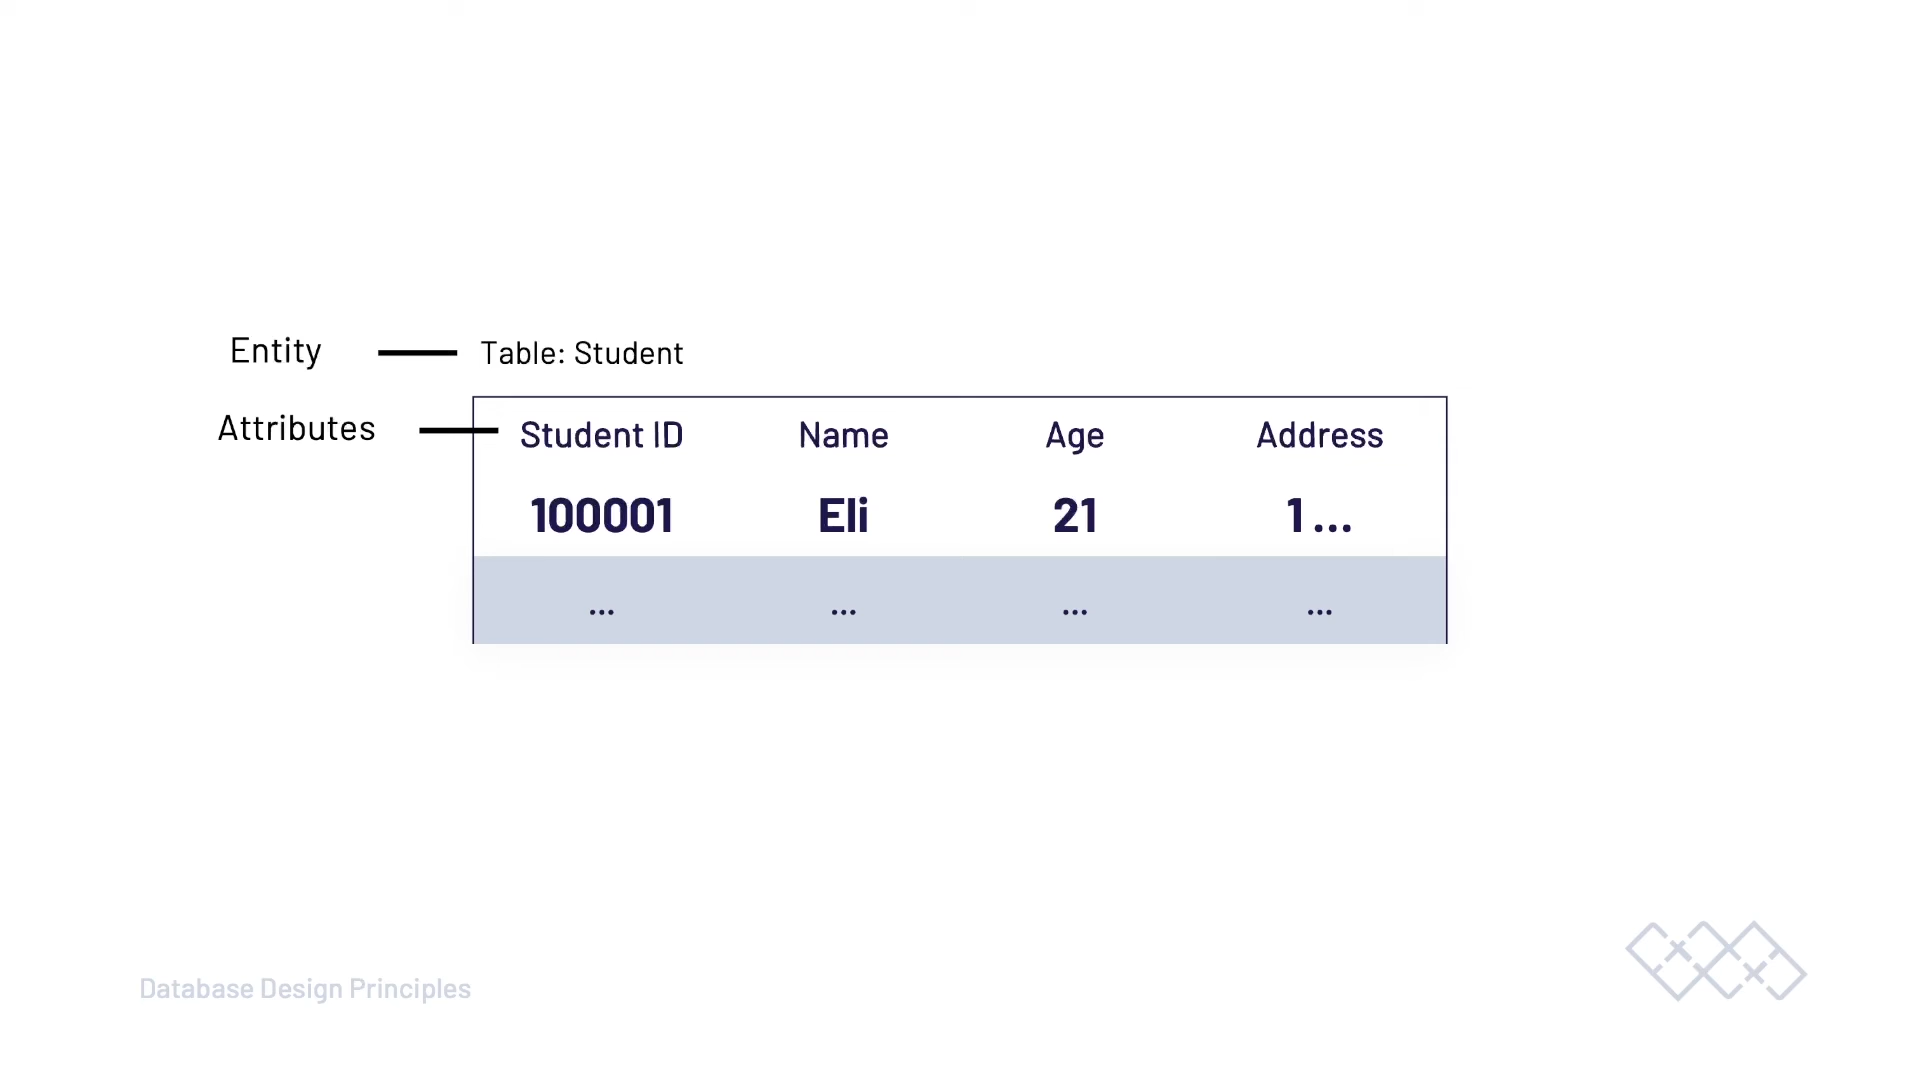 Entity
Table: Student
Attributes
Student ID Name Age Address
100001 Eli 21 1 ...
... ... ... ...
Database Design Principles